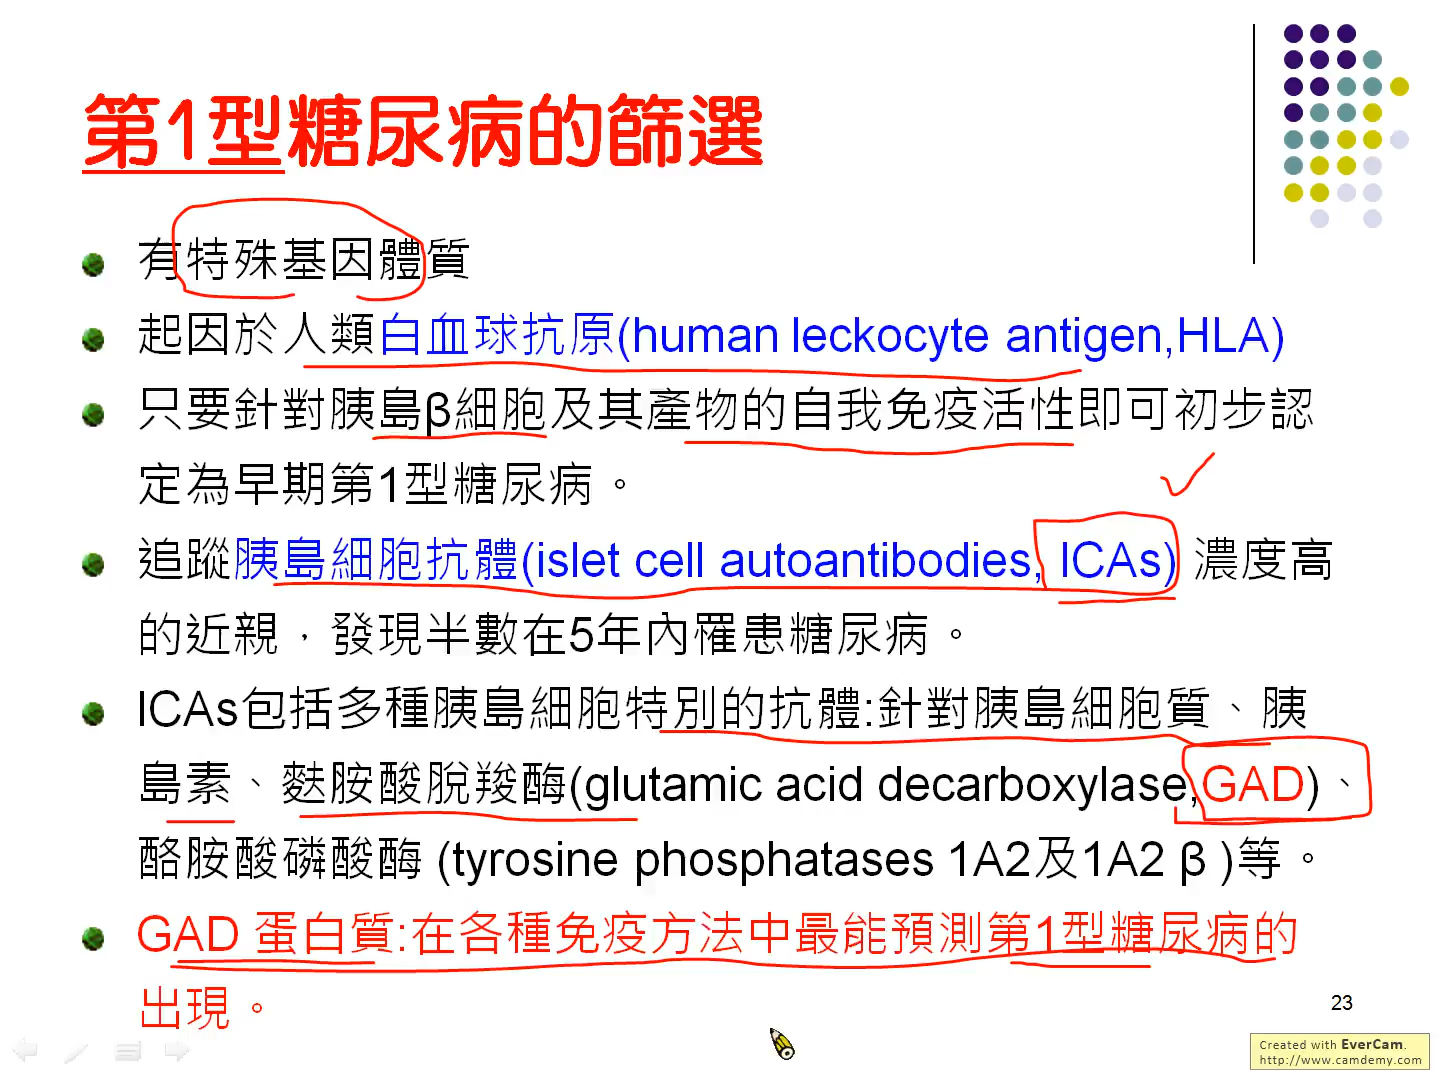 第1型糖尿病的篩選
有特殊基因體質
起因於人類白血球抗原(human leckocyte antigen,HLA)
只要針對胰島β細胞及其產物的自我免疫活性即可初步認
定為早期第1型糖尿病。
追蹤胰島細胞抗體(islet cell autoantibodies, ICAs) 濃度高
的近親，發現半數在5年內罹患糖尿病。
ICAs包括多種胰島細胞特別的抗體:針對胰島細胞質、胰
島素、麩胺酸脫羧酶(glutamic acid decarboxylase,GAD)、
酪胺酸磷酸酶 (tyrosine phosphatases 1A2及1A2 β )等。
GAD 蛋白質:在各種免疫方法中最能預測第1型糖尿病的
出現。
23
Created with EverCam.
http://www.camdemy.com